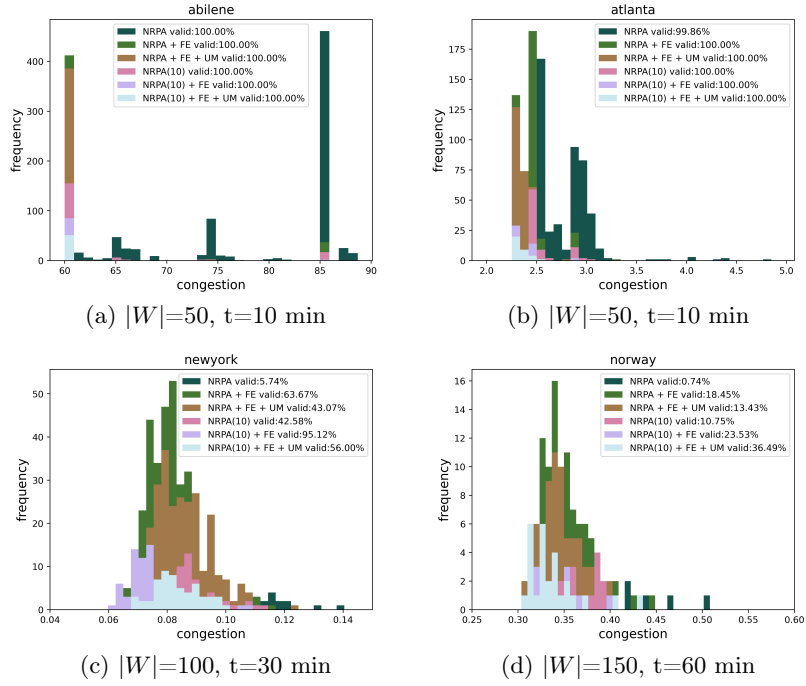 abilene
NRPA valid:100.00%
NRPA + FE valid:100.00%
NRPA + FE + UM valid:100.00%
NRPA(10) valid:100.00%
NRPA(10) + FE valid:100.00%
NRPA(10) + FE + UM valid:100.00%
frequency
400
300
200
100
0
60
65
70
75
80
85
90
congestion
(a) |W|=50, t=10 min
atlanta
NRPA valid:99.86%
NRPA + FE valid:100.00%
NRPA + FE + UM valid:100.00%
NRPA(10) valid:100.00%
NRPA(10) + FE valid:100.00%
NRPA(10) + FE + UM valid:100.00%
frequency
175
150
125
100
75
50
25
0
2.0
2.5
3.0
3.5
4.0
4.5
5.0
congestion
(b) |W|=50, t=10 min
newyork
NRPA valid:5.74%
NRPA + FE valid:63.67%
NRPA + FE + UM valid:43.07%
NRPA(10) valid:42.58%
NRPA(10) + FE valid:95.12%
NRPA(10) + FE + UM valid:56.00%
frequency
50
40
30
20
10
0
0.04
0.06
0.08
0.10
0.12
0.14
congestion
(c) |W|=100, t=30 min
norway
NRPA valid:0.74%
NRPA + FE valid:18.45%
NRPA + FE + UM valid:13.43%
NRPA(10) valid:10.75%
NRPA(10) + FE valid:23.53%
NRPA(10) + FE + UM valid:36.49%
frequency
16
14
12
10
8
6
4
2
0
0.25
0.30
0.35
0.40
0.45
0.50
0.55
0.60
congestion
(d) |W|=150, t=60 min